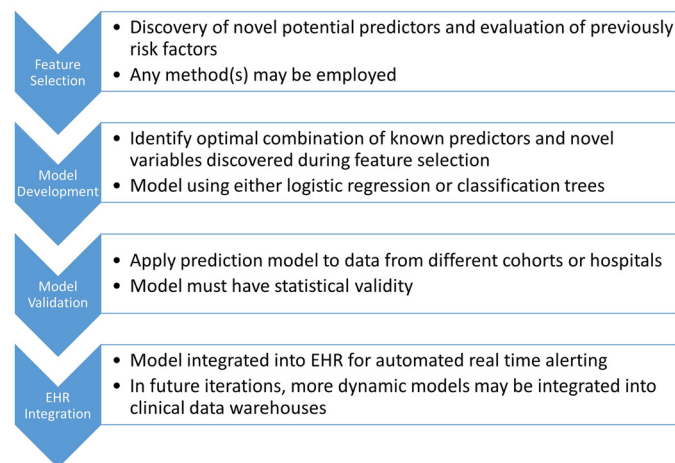 Feature
Selection
• Discovery of novel potential predictors and evaluation of previously
risk factors
• Any method(s) may be employed
Model
Development
• Identify optimal combination of known predictors and novel
variables discovered during feature selection
• Model using either logistic regression or classification trees
Model
Validation
• Apply prediction model to data from different cohorts or hospitals
• Model must have statistical validity
EHR
Integration
• Model integrated into EHR for automated real time alerting
• In future iterations, more dynamic models may be integrated into
clinical data warehouses